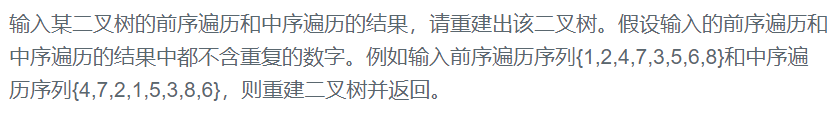 输入某二叉树的前序遍历和中序遍历的结果，请重建出该二叉树。假设输入的前序遍历和
中序遍历的结果中都不含重复的数字。例如输入前序遍历序列{1,2,4,7,3,5,6,8}和中序遍
历序列{4,7,2,1,5,3,8,6}，则重建二叉树并返回。